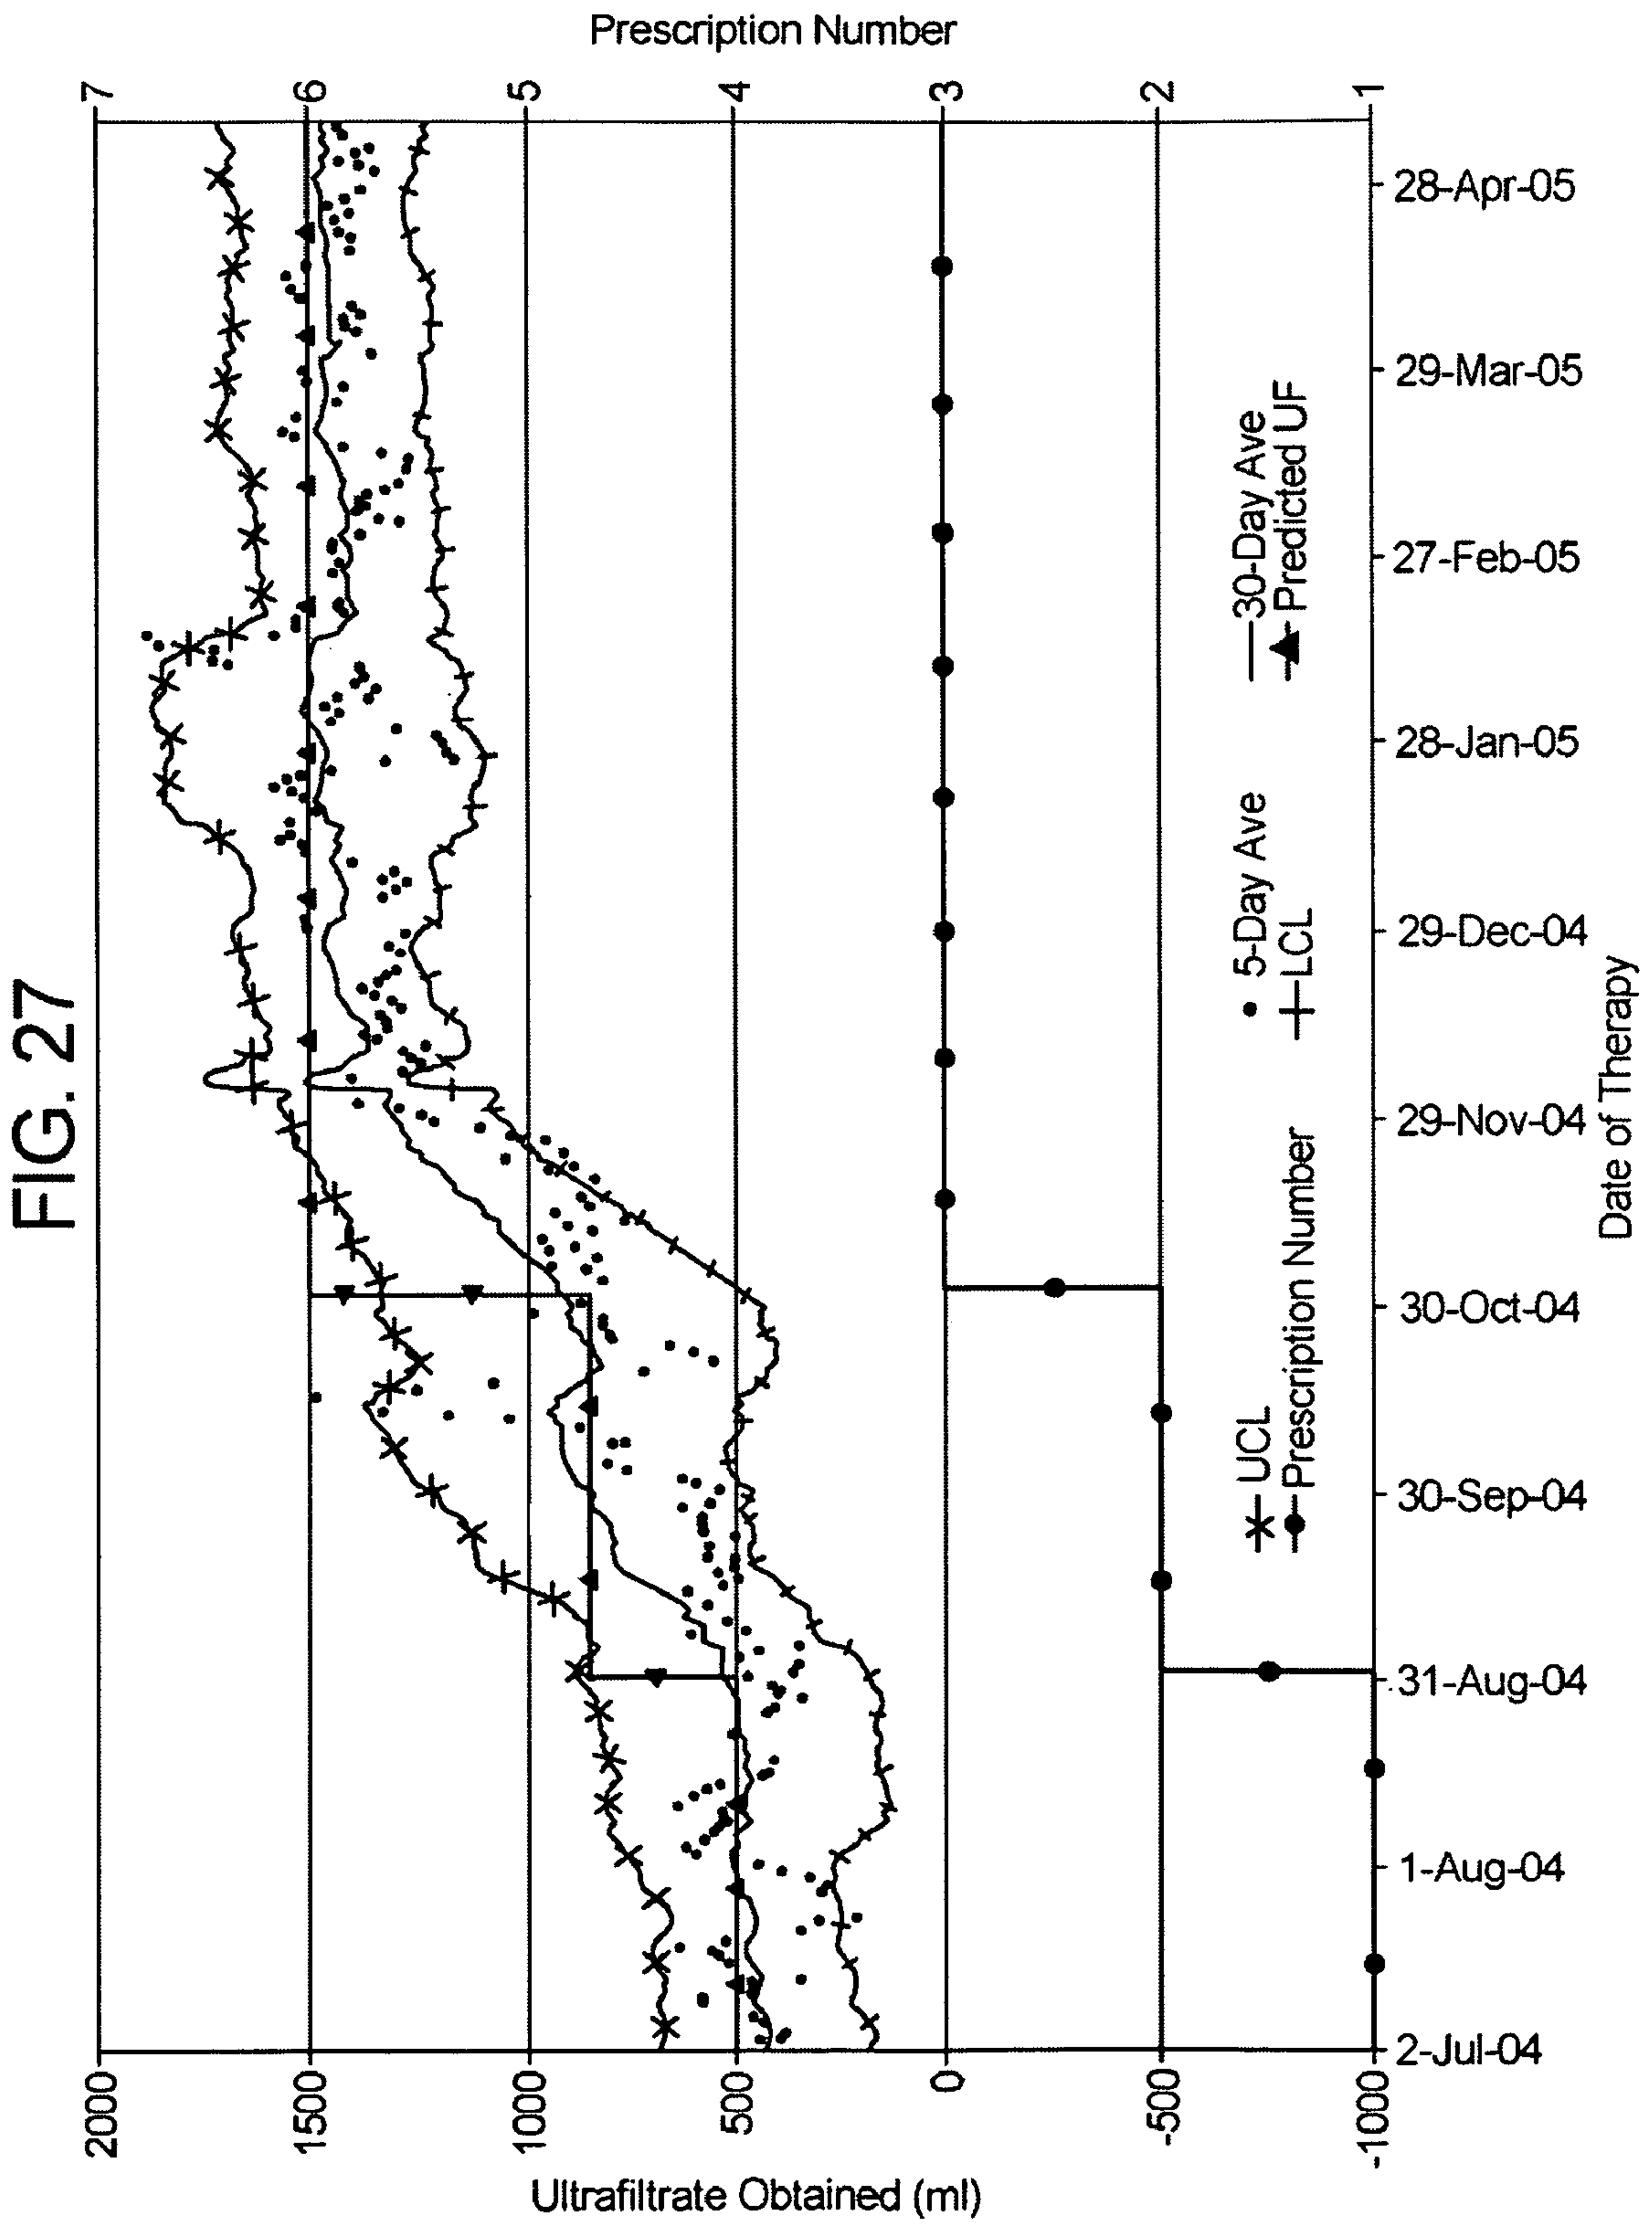 FIG. 27
Ultrafiltrate Obtained (ml)
2000
1500
1000
500
0
-500
-1000
Prescription Number
7
6
5
4
3
2
1
2-Jul-04
1-Aug-04
31-Aug-04
30-Sep-04
30-Oct-04
29-Nov-04
29-Dec-04
28-Jan-05
27-Feb-05
29-Mar-05
28-Apr-05
Date of Therapy
UCL 5-Day Ave 30-Day Ave
Prescription Number LCL Predicted UF